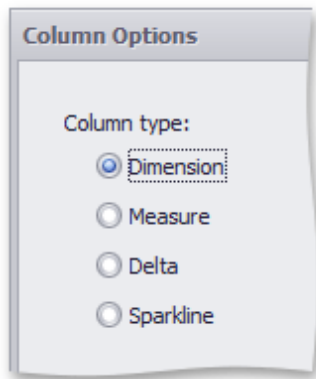 Column Options
Column type:
Dimension
Measure
Delta
Sparkline